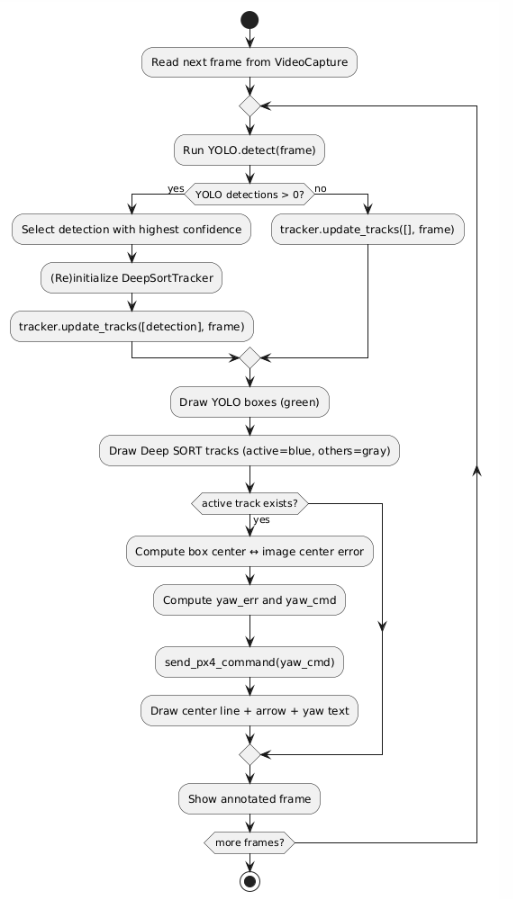 Read next frame from VideoCapture
Run YOLO.detect(frame)
yes
YOLO detections > 0?
no
Select detection with highest confidence
tracker.update_tracks([], frame)
(Re)initialize DeepSortTracker
tracker.update_tracks([detection], frame)
Draw YOLO boxes (green)
Draw Deep SORT tracks (active=blue, others=gray)
active track exists?
yes
Compute box center ↔ image center error
Compute yaw_err and yaw_cmd
send_px4_command(yaw_cmd)
Draw center line + arrow + yaw text
Show annotated frame
more frames?